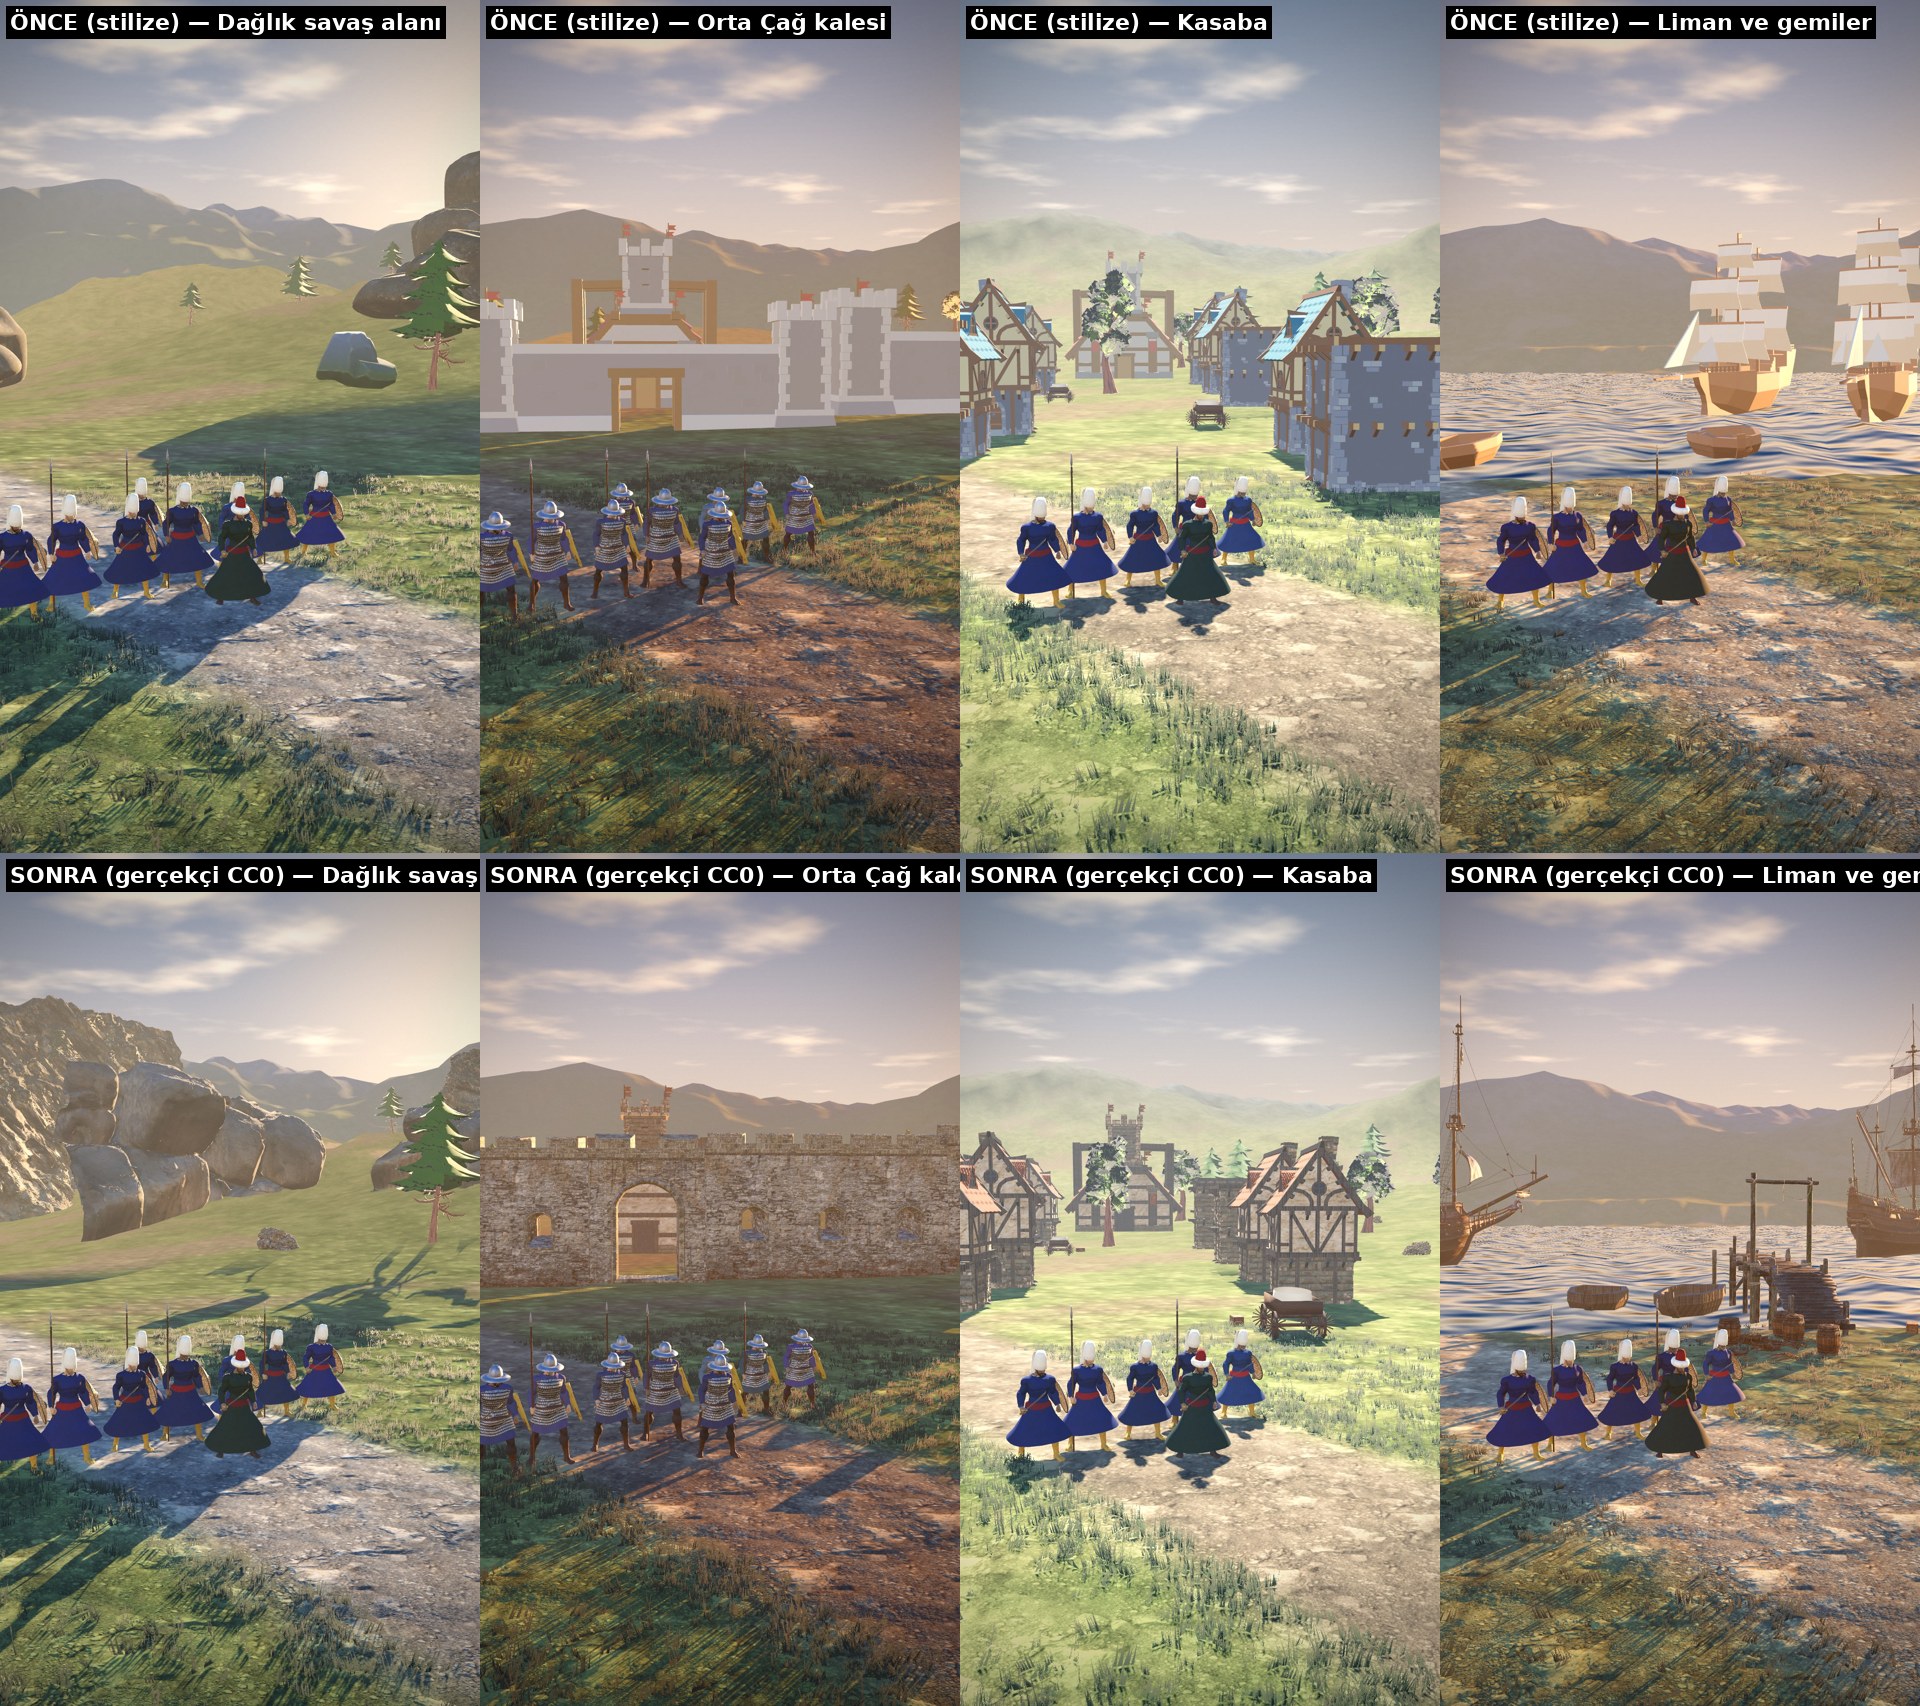 ÖNCE (stilize) — Dağlık savaş alanı
ÖNCE (stilize) — Orta Çağ kalesi
ÖNCE (stilize) — Kasaba
ÖNCE (stilize) — Liman ve gemiler
SONRA (gerçekçi CC0) — Dağlık savaş
SONRA (gerçekçi CC0) — Orta Çağ kale
SONRA (gerçekçi CC0) — Kasaba
SONRA (gerçekçi CC0) — Liman ve ger